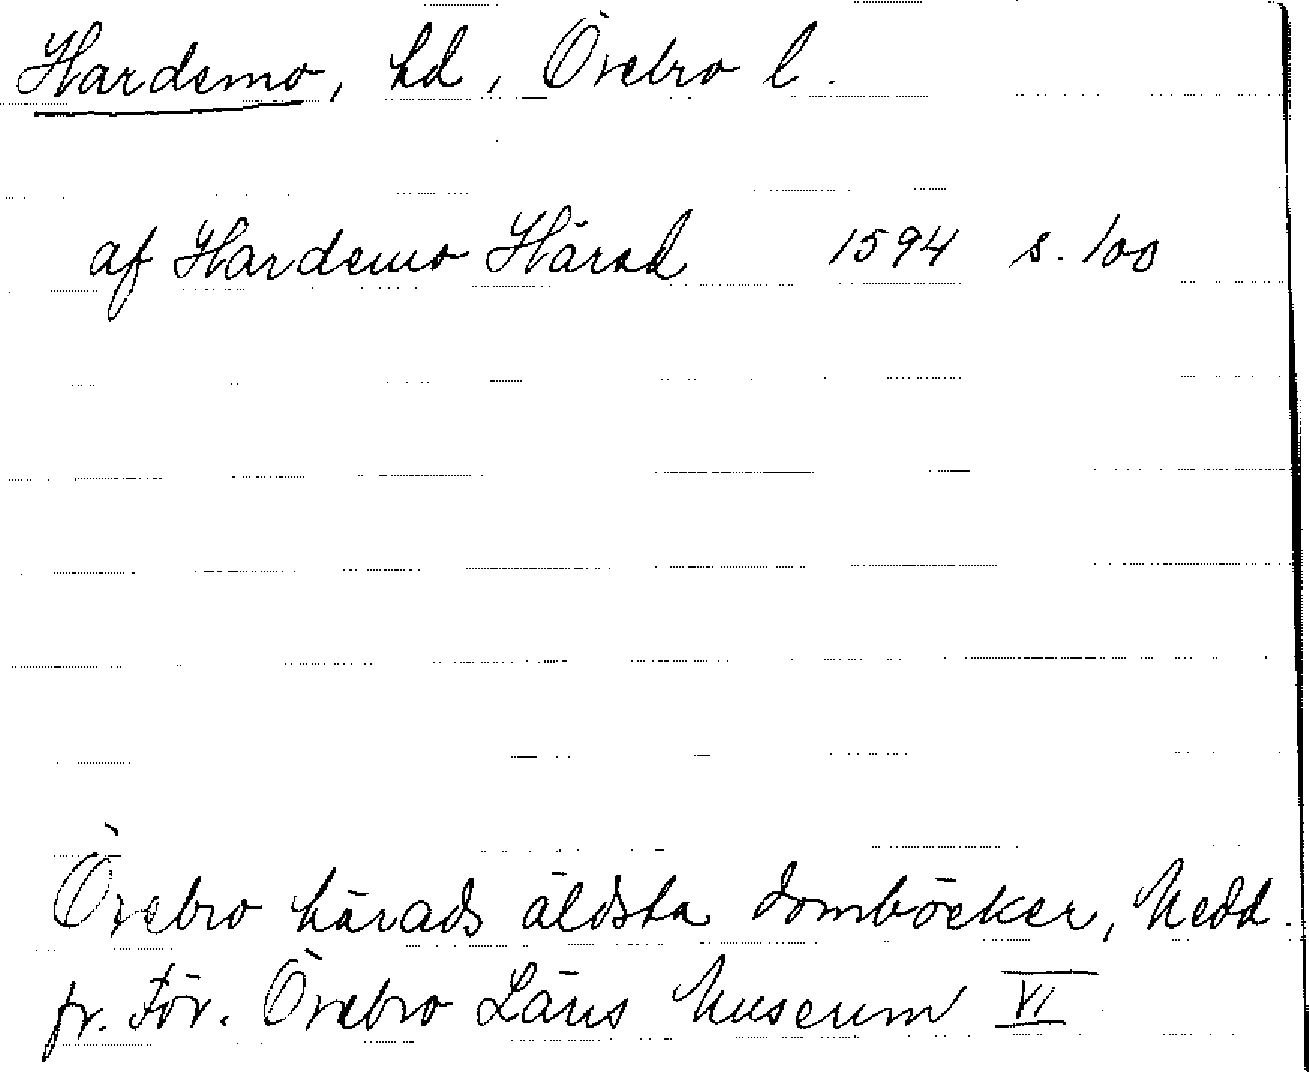 Hardemo, hd, Örebro l.
af Hardemo Härad 1594 s. 100
Örebro härads äldsta domböcker, Medd.
fr. För. Örebro Läns Museum VI